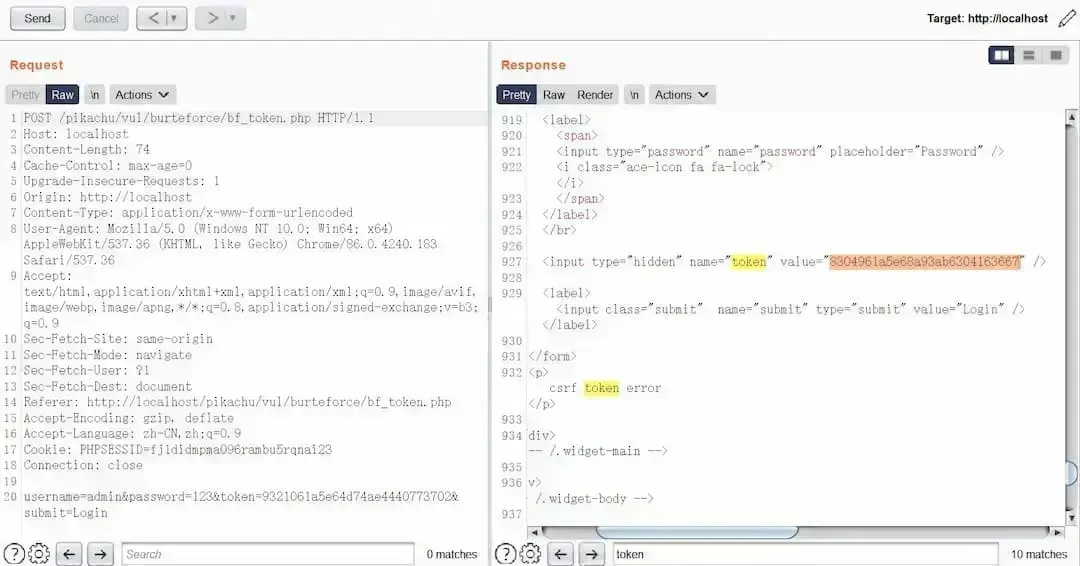 Send Cancel < > Target: http://localhost
Request
Pretty Raw \n Actions
1 POST /pikachu/vul/burteforce/bf_token.php HTTP/1.1
2 Host: localhost
3 Content-Length: 74
4 Cache-Control: max-age=0
5 Upgrade-Insecure-Requests: 1
6 Origin: http://localhost
7 Content-Type: application/x-www-form-urlencoded
8 User-Agent: Mozilla/5.0 (Windows NT 10.0; Win64; x64)
AppleWebKit/537.36 (KHTML, like Gecko) Chrome/86.0.4240.183
Safari/537.36
9 Accept:
text/html,application/xhtml+xml,application/xml;q=0.9,image/avif,
image/webp,image/apng,*/*;q=0.8,application/signed-exchange;v=b3;
q=0.9
10 Sec-Fetch-Site: same-origin
11 Sec-Fetch-Mode: navigate
12 Sec-Fetch-User: ?1
13 Sec-Fetch-Dest: document
14 Referer: http://localhost/pikachu/vul/burteforce/bf_token.php
15 Accept-Encoding: gzip, deflate
16 Accept-Language: zh-CN,zh;q=0.9
17 Cookie: PHPSESSID=fjldidmpma096rambu5rqnai23
18 Connection: close
19
20 username=admin&password=123&token=9321061a5e64d74ae4440773702&
submit=Login
? Search 0 matches
Response
Pretty Raw Render \n Actions
919 <label>
920 <span>
921 <input type="password" name="password" placeholder="Password" />
922 <i class="ace-icon fa fa-lock">
</i>
923 </span>
924 </label>
925 </br>
926
927 <input type="hidden" name="token" value="8304961a5e68a93ab6304163667" />
928
929 <label>
<input class="submit" name="submit" type="submit" value="Login" />
</label>
930
931 </form>
932 <p>
csrf token error
</p>
933
934 div>
-- /.widget-main -->
935
936 v>
/.widget-body -->
937
? token 10 matches